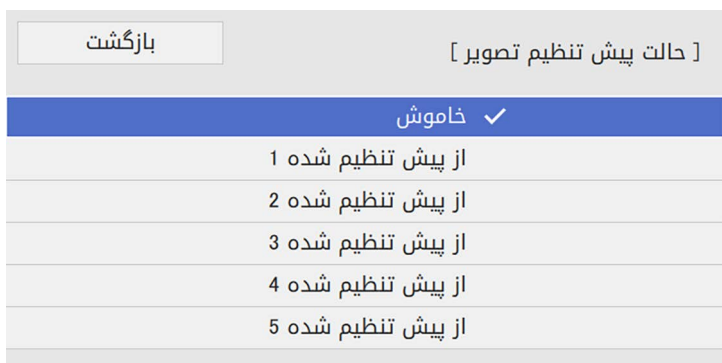 [ حالت پیش تنظیم تصویر ]
بازگشت
خاموش
از پیش تنظیم شده 1
از پیش تنظیم شده 2
از پیش تنظیم شده 3
از پیش تنظیم شده 4
از پیش تنظیم شده 5